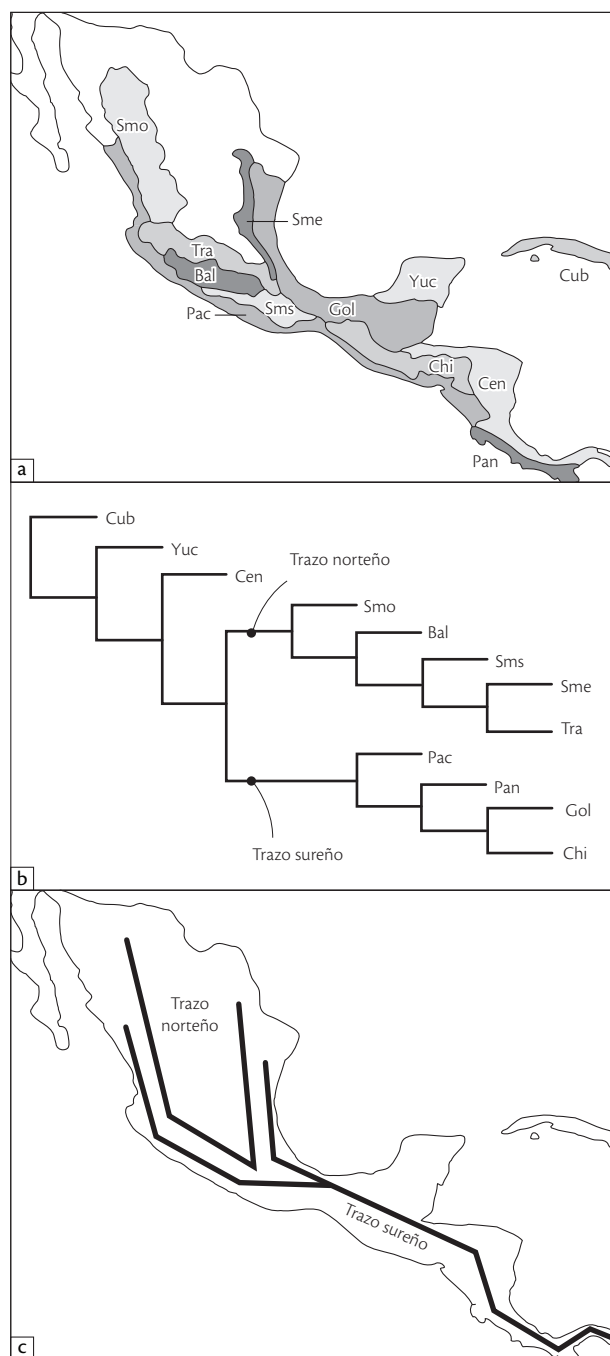 Smo
Sme
Tra
Bal
Yuc
Cub
Pac
Sms
Gol
Chi
Cen
Pan
a
Cub
Yuc
Trazo norteño
Cen
Smo
Bal
Sms
Sme
Tra
Pac
Pan
Gol
Chi
Trazo sureño
b
Trazo
norteño
Trazo sureño
c